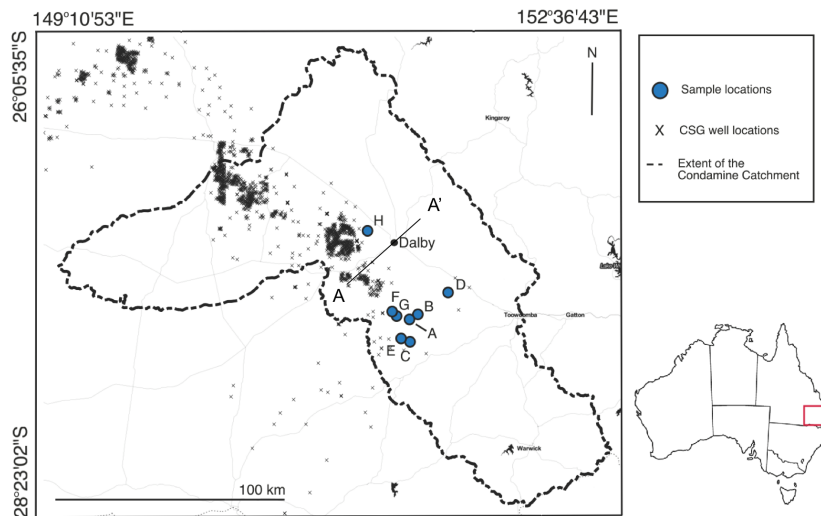 149°10'53"E
152°36'43"E
26°05'35"S
28°23'02"S
N
Kingaroy
H
A'
Dalby
A
D
F
G
B
A
E
C
Toowoomba
Gatton
Warwick
100 km
Sample locations
X CSG well locations
Extent of the
Condamine Catchment